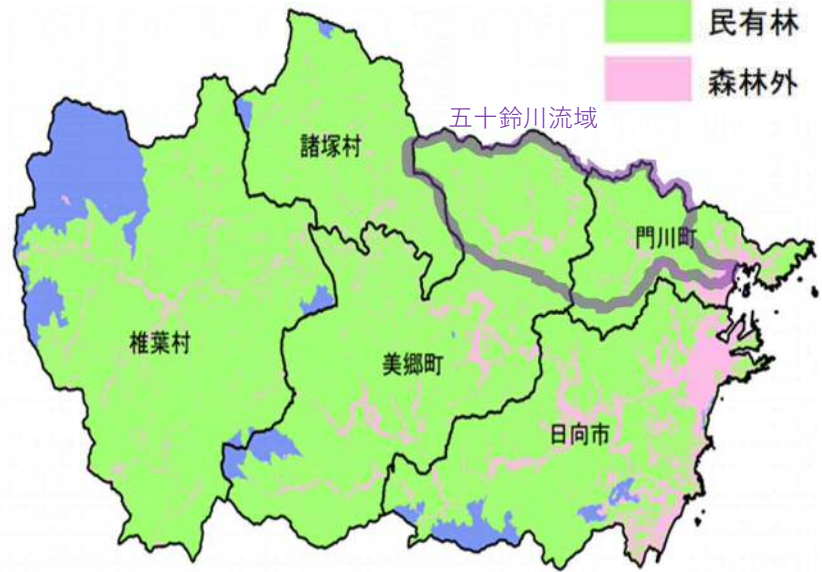 民有林
森林外
五十鈴川流域
諸塚村
門川町
椎葉村
美郷町
日向市